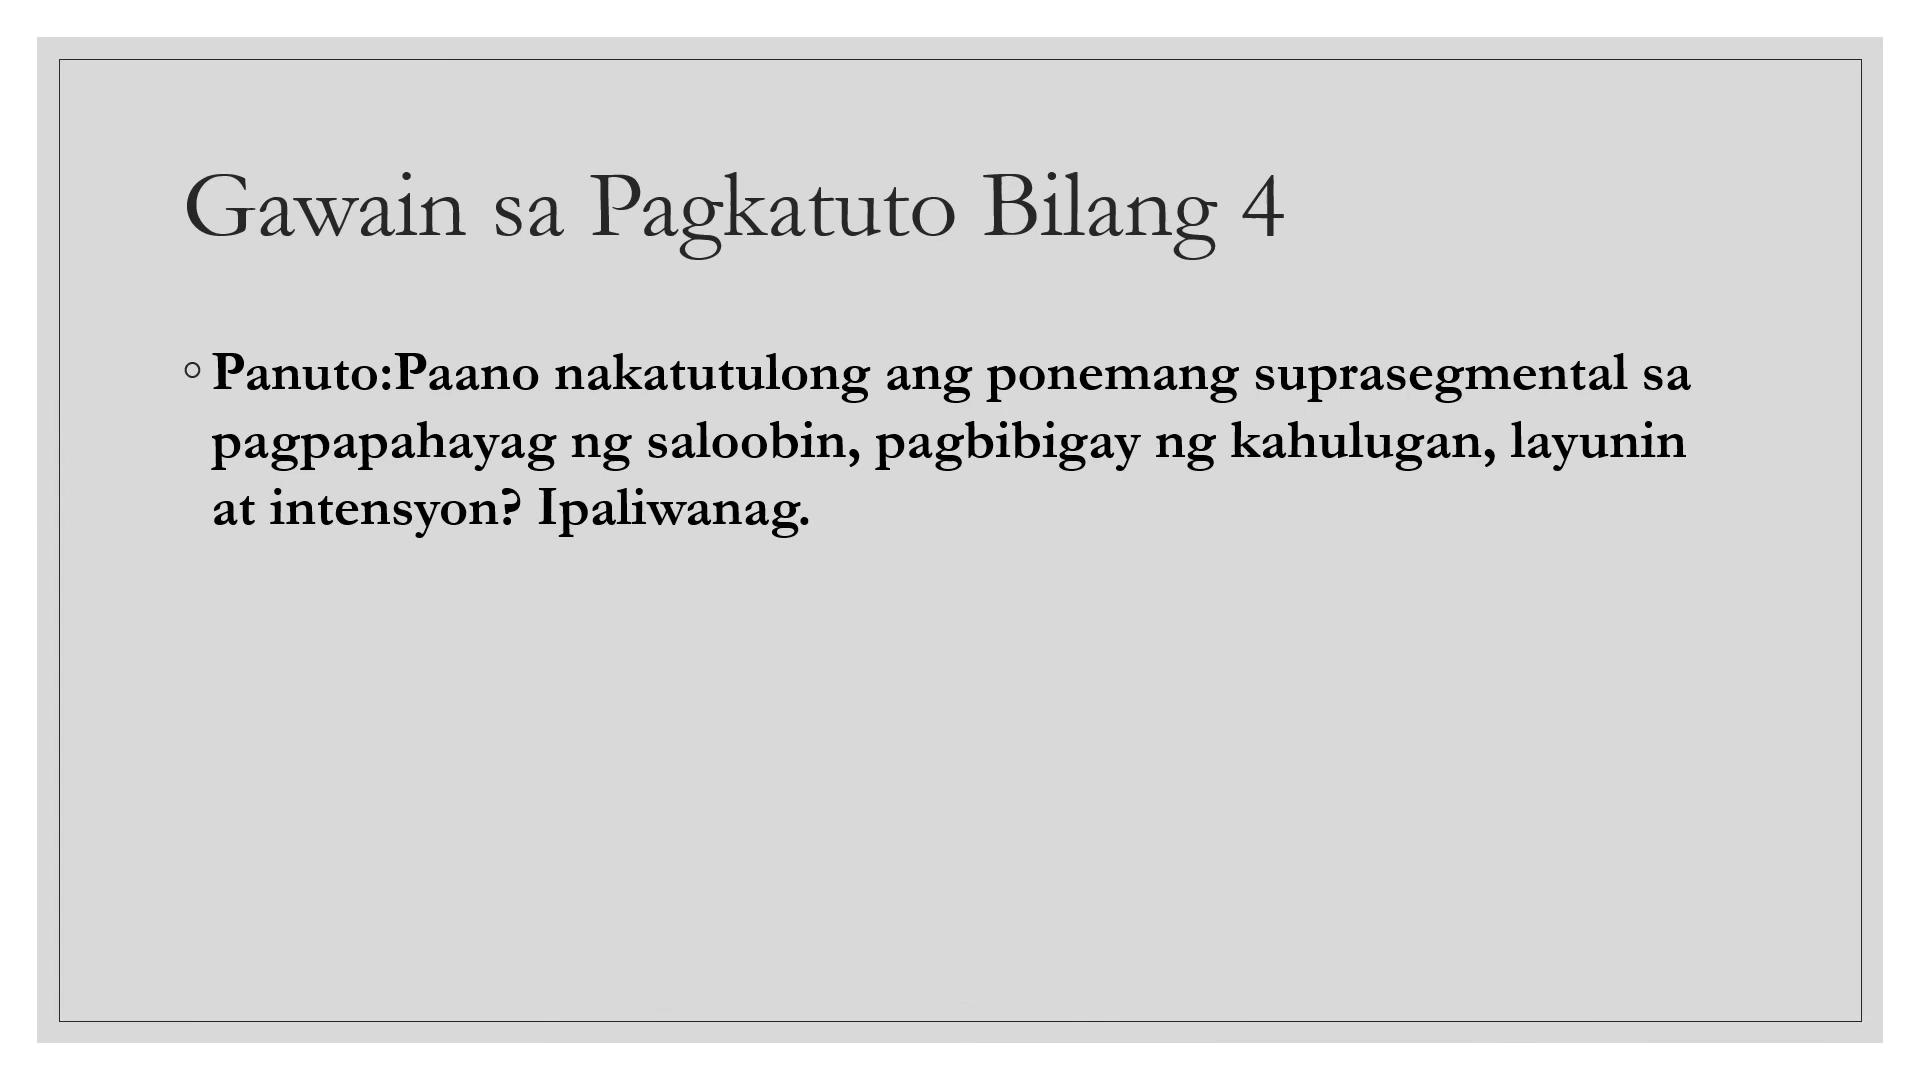 Gawain sa Pagkatuto Bilang 4
◦ Panuto:Paano nakatutulong ang ponemang suprasegmental sa
pagpapahayag ng saloobin, pagbibigay ng kahulugan, layunin
at intensyon? Ipaliwanag.